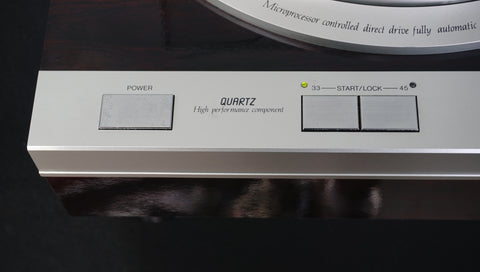 Microprocessor controlled direct drive fully automatic
POWER
QUARTZ
High performance component
33 START/LOCK 45